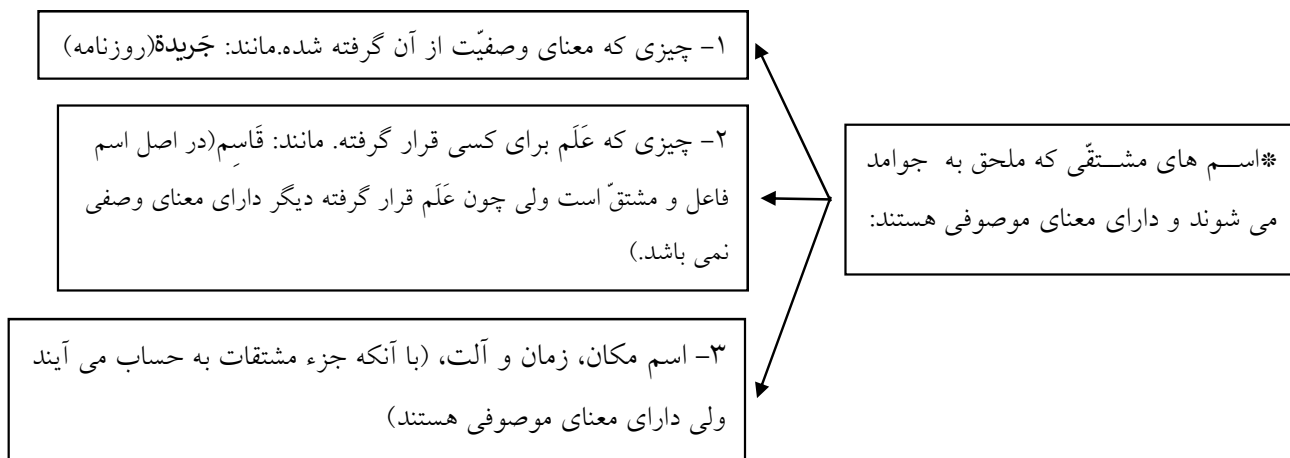 *اســم های مشــتقّی که ملحق به جوامد
می شوند و دارای معنای موصوفی هستند:
۱- چیزی که معنای وصفیّت از آن گرفته شده.مانند: جَریدة(روزنامه)
۲- چیزی که عَلَم برای کسی قرار گرفته. مانند: قَاسِم(در اصل اسم
فاعل و مشتقّ است ولی چون عَلَم قرار گرفته دیگر دارای معنای وصفی
نمی باشد.)
۳- اسم مکان، زمان و آلت، (با آنکه جزء مشتقات به حساب می آیند
ولی دارای معنای موصوفی هستند)